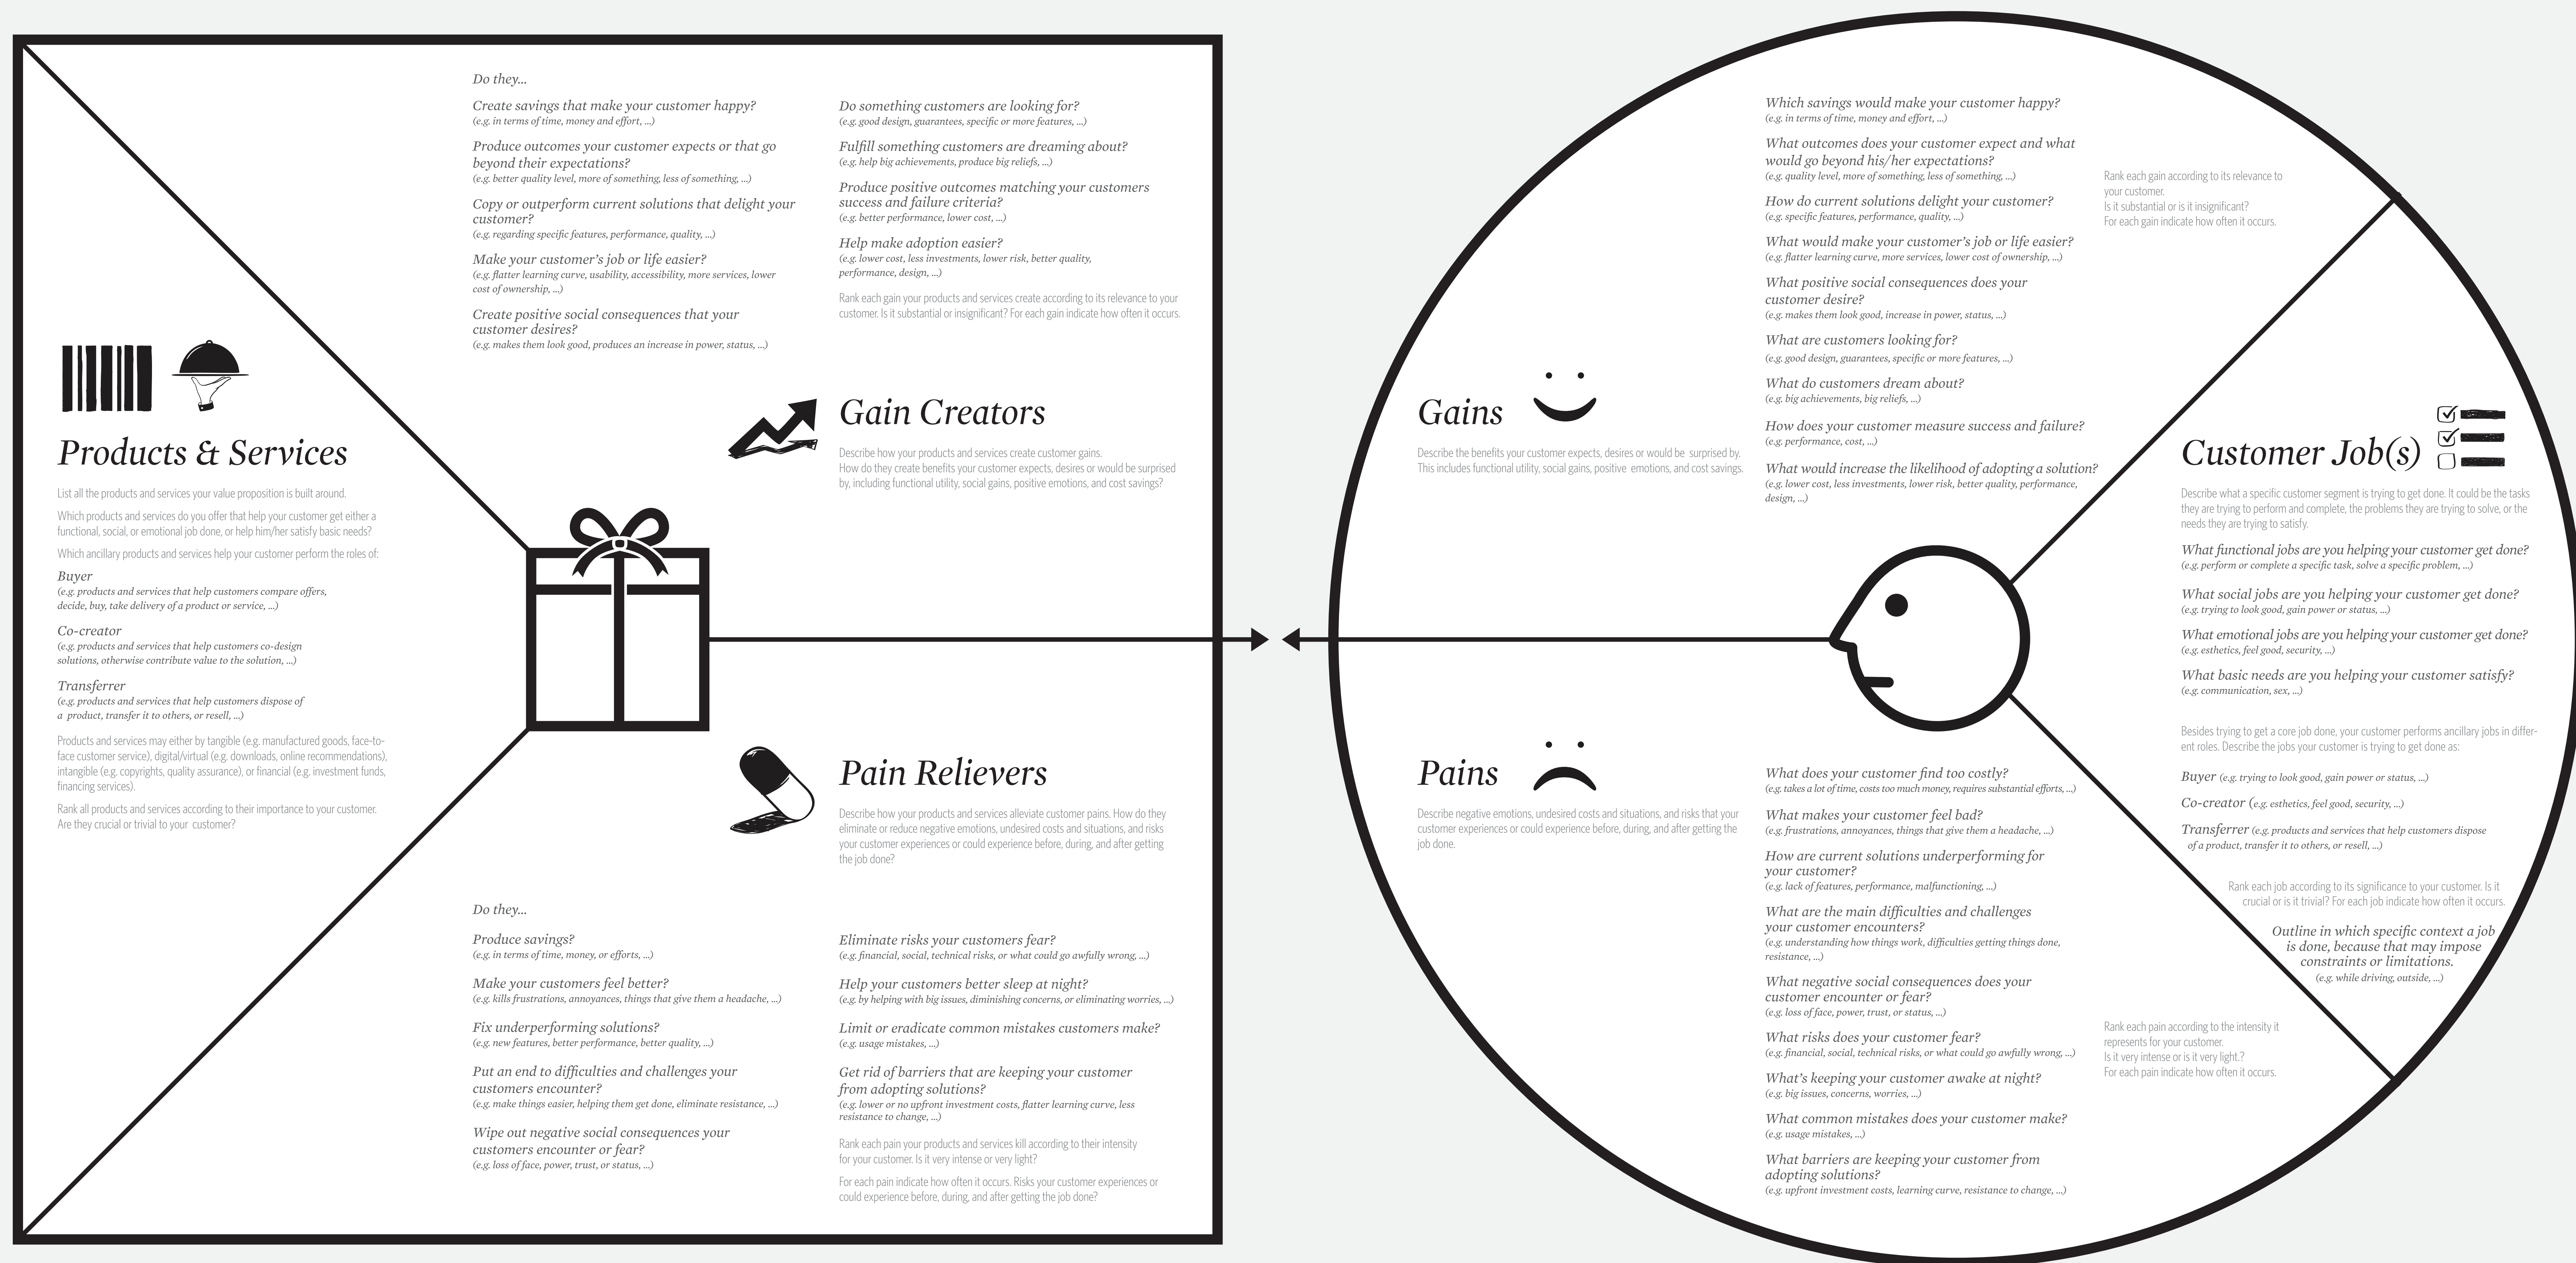 Products & Services
List all the products and services your value proposition is built around.
Which products and services do you offer that help your customer get either a
functional, social, or emotional job done, or help him/her satisfy basic needs?
Which ancillary products and services help your customer perform the roles of:
Buyer
(e.g. products and services that help customers compare offers,
decide, buy, take delivery of a product or service, ...)
Co-creator
(e.g. products and services that help customers co-design
solutions, otherwise contribute value to the solution, ...)
Transferrer
(e.g. products and services that help customers dispose of
a product, transfer it to others, or resell, ...)
Products and services may either by tangible (e.g. manufactured goods, face-to-
face customer service), digital/virtual (e.g. downloads, online recommendations),
intangible (e.g. copyrights, quality assurance), or financial (e.g. investment funds,
financing services).
Rank all products and services according to their importance to your customer.
Are they crucial or trivial to your customer?
Do they...
Create savings that make your customer happy?
(e.g. in terms of time, money and effort, ...)
Produce outcomes your customer expects or that go
beyond their expectations?
(e.g. better quality level, more of something, less of something, ...)
Copy or outperform current solutions that delight your
customer?
(e.g. regarding specific features, performance, quality, ...)
Make your customer's job or life easier?
(e.g. flatter learning curve, usability, accessibility, more services, lower
cost of ownership, ...)
Create positive social consequences that your
customer desires?
(e.g. makes them look good, produces an increase in power, status, ...)
Do something customers are looking for?
(e.g. good design, guarantees, specific or more features, ...)
Fulfill something customers are dreaming about?
(e.g. help big achievements, produce big reliefs, ...)
Produce positive outcomes matching your customers
success and failure criteria?
(e.g. better performance, lower cost, ...)
Help make adoption easier?
(e.g. lower cost, less investments, lower risk, better quality,
performance, design, ...)
Rank each gain your products and services create according to its relevance to your
customer. Is it substantial or insignificant? For each gain indicate how often it occurs.
Gain Creators
Describe how your products and services create customer gains.
How do they create benefits your customer expects, desires or would be surprised
by, including functional utility, social gains, positive emotions, and cost savings?
Pain Relievers
Describe how your products and services alleviate customer pains. How do they
eliminate or reduce negative emotions, undesired costs and situations, and risks
your customer experiences or could experience before, during, and after getting
the job done?
Do they...
Produce savings?
(e.g. in terms of time, money, or efforts, ...)
Make your customers feel better?
(e.g. kills frustrations, annoyances, things that give them a headache, ...)
Fix underperforming solutions?
(e.g. new features, better performance, better quality, ...)
Put an end to difficulties and challenges your
customers encounter?
(e.g. make things easier, helping them get done, eliminate resistance, ...)
Wipe out negative social consequences your
customers encounter or fear?
(e.g. loss of face, power, trust, or status, ...)
Eliminate risks your customers fear?
(e.g. financial, social, technical risks, or what could go awfully wrong, ...)
Help your customers better sleep at night?
(e.g. by helping with big issues, diminishing concerns, or eliminating worries, ...)
Limit or eradicate common mistakes customers make?
(e.g. usage mistakes, ...)
Get rid of barriers that are keeping your customer
from adopting solutions?
(e.g. lower or no upfront investment costs, flatter learning curve, less
resistance to change, ...)
Rank each pain your products and services kill according to their intensity
for your customer. Is it very intense or very light?
For each pain indicate how often it occurs. Risks your customer experiences or
could experience before, during, and after getting the job done?
Gains
Describe the benefits your customer expects, desires or would be surprised by.
This includes functional utility, social gains, positive emotions, and cost savings.
Which savings would make your customer happy?
(e.g. in terms of time, money and effort, ...)
What outcomes does your customer expect and what
would go beyond his/her expectations?
(e.g. quality level, more of something, less of something, ...)
How do current solutions delight your customer?
(e.g. specific features, performance, quality, ...)
What would make your customer's job or life easier?
(e.g. flatter learning curve, more services, lower cost of ownership, ...)
What positive social consequences does your
customer desire?
(e.g. makes them look good, increase in power, status, ...)
What are customers looking for?
(e.g. good design, guarantees, specific or more features, ...)
What do customers dream about?
(e.g. big achievements, big reliefs, ...)
How does your customer measure success and failure?
(e.g. performance, cost, ...)
What would increase the likelihood of adopting a solution?
(e.g. lower cost, less investments, lower risk, better quality, performance,
design, ...)
Rank each gain according to its relevance to
your customer.
Is it substantial or is it insignificant?
For each gain indicate how often it occurs.
Pains
Describe negative emotions, undesired costs and situations, and risks that your
customer experiences or could experience before, during, and after getting the
job done.
What does your customer find too costly?
(e.g. takes a lot of time, costs too much money, requires substantial efforts, ...)
What makes your customer feel bad?
(e.g. frustrations, annoyances, things that give them a headache, ...)
How are current solutions underperforming for
your customer?
(e.g. lack of features, performance, malfunctioning, ...)
What are the main difficulties and challenges
your customer encounters?
(e.g. understanding how things work, difficulties getting things done,
resistance, ...)
What negative social consequences does your
customer encounter or fear?
(e.g. loss of face, power, trust, or status, ...)
What risks does your customer fear?
(e.g. financial, social, technical risks, or what could go awfully wrong, ...)
What's keeping your customer awake at night?
(e.g. big issues, concerns, worries, ...)
What common mistakes does your customer make?
(e.g. usage mistakes, ...)
What barriers are keeping your customer from
adopting solutions?
(e.g. upfront investment costs, learning curve, resistance to change, ...)
Rank each pain according to the intensity it
represents for your customer.
Is it very intense or is it very light.?
For each pain indicate how often it occurs.
Customer Job(s)
Describe what a specific customer segment is trying to get done. It could be the tasks
they are trying to perform and complete, the problems they are trying to solve, or the
needs they are trying to satisfy.
What functional jobs are you helping your customer get done?
(e.g. perform or complete a specific task, solve a specific problem, ...)
What social jobs are you helping your customer get done?
(e.g. trying to look good, gain power or status, ...)
What emotional jobs are you helping your customer get done?
(e.g. esthetics, feel good, security, ...)
What basic needs are you helping your customer satisfy?
(e.g. communication, sex, ...)
Besides trying to get a core job done, your customer performs ancillary jobs in differ-
ent roles. Describe the jobs your customer is trying to get done as:
Buyer (e.g. trying to look good, gain power or status, ...)
Co-creator (e.g. esthetics, feel good, security, ...)
Transferrer (e.g. products and services that help customers dispose
of a product, transfer it to others, or resell, ...)
Rank each job according to its significance to your customer. Is it
crucial or is it trivial? For each job indicate how often it occurs.
Outline in which specific context a job
is done, because that may impose
constraints or limitations.
(e.g. while driving, outside, ...)